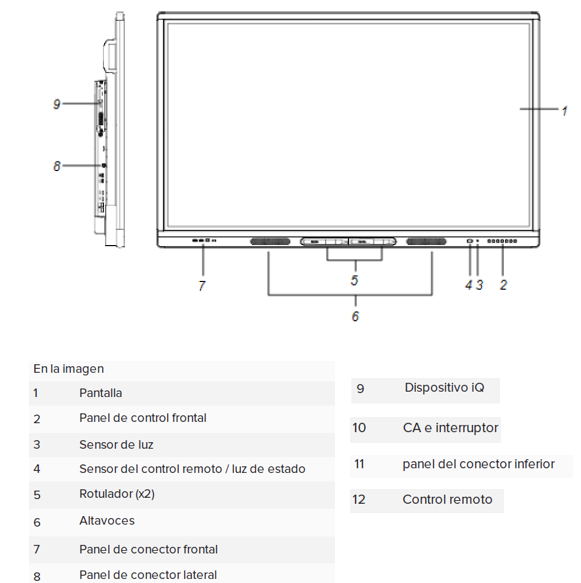 9
1
8
7
5
4
3
2
6
En la imagen
1 Pantalla
2 Panel de control frontal
3 Sensor de luz
4 Sensor del control remoto / luz de estado
5 Rotulador (x2)
6 Altavoces
7 Panel de conector frontal
8 Panel de conector lateral
9 Dispositivo iQ
10 CA e interruptor
11 panel del conector inferior
12 Control remoto